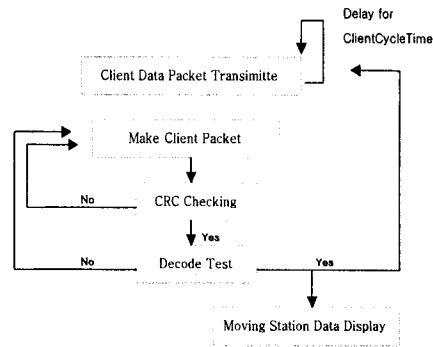 Delay for
ClientCycleTime
Client Data Packet Transimitte
Make Client Packet
No
CRC Checking
Yes
No
Decode Test
Yes
Moving Station Data Display